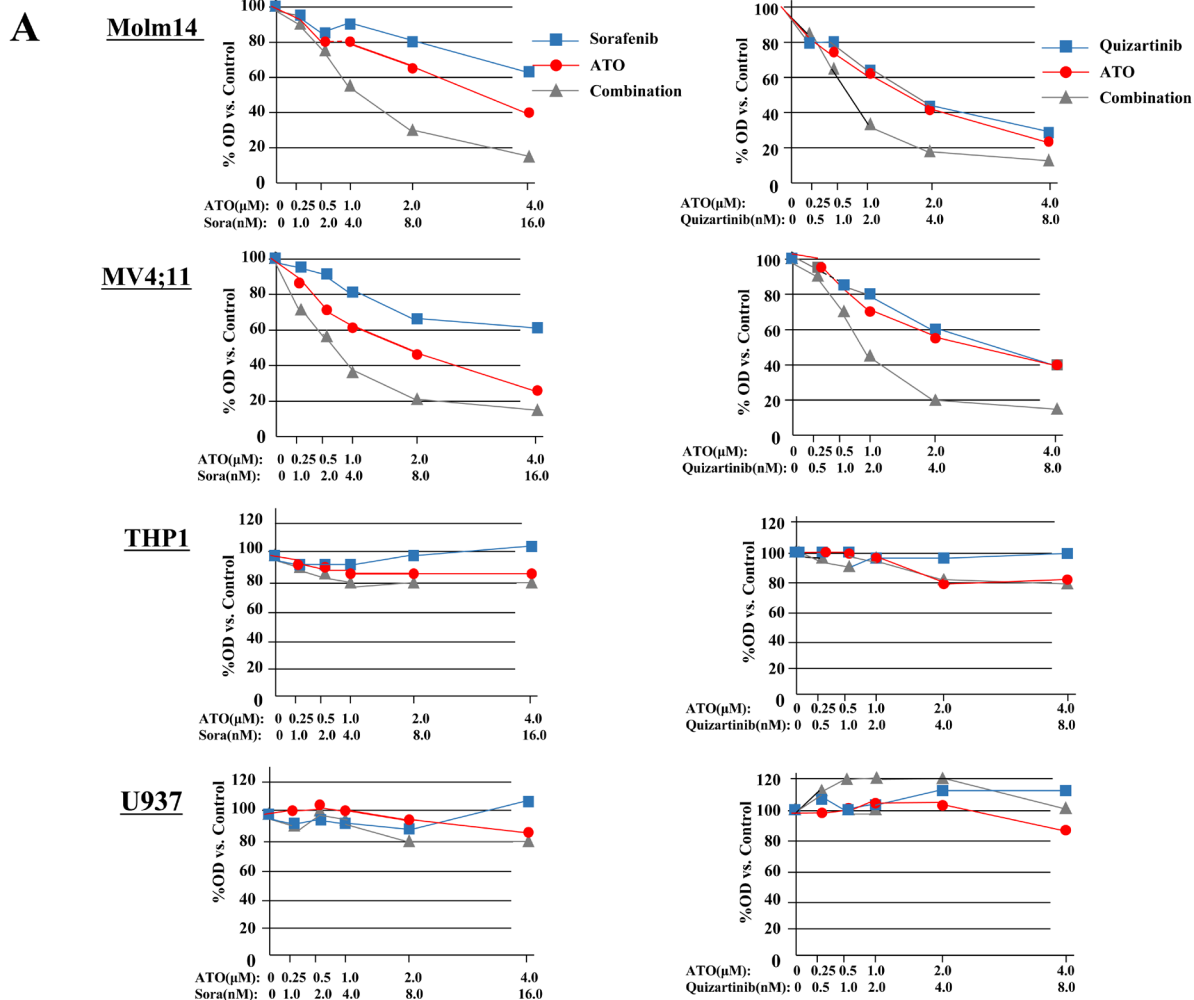 A
Molm14
100
80
60
40
20
0
% OD vs. Control
Sorafenib
ATO
Combination
ATO(µM): 0 0.25 0.5 1.0 2.0 4.0
Sora(nM): 0 1.0 2.0 4.0 8.0 16.0
100
80
60
40
20
0
% OD vs. Control
Quizartinib
ATO
Combination
ATO(µM): 0 0.25 0.5 1.0 2.0 4.0
Quizartinib(nM): 0 0.5 1.0 2.0 4.0 8.0
MV4;11
100
80
60
40
20
0
% OD vs. Control
ATO(µM): 0 0.25 0.5 1.0 2.0 4.0
Sora(nM): 0 1.0 2.0 4.0 8.0 16.0
100
80
60
40
20
0
% OD vs. Control
ATO(µM): 0 0.25 0.5 1.0 2.0 4.0
Quizartinib(nM): 0 0.5 1.0 2.0 4.0 8.0
THP1
120
100
80
60
40
20
0
%OD vs. Control
ATO(µM): 0 0.25 0.5 1.0 2.0 4.0
Sora(nM): 0 1.0 2.0 4.0 8.0 16.0
120
100
80
60
40
20
0
%OD vs. Control
ATO(µM): 0 0.25 0.5 1.0 2.0 4.0
Quizartinib(nM): 0 0.5 1.0 2.0 4.0 8.0
U937
120
100
80
60
40
20
0
%OD vs. Control
ATO(µM): 0 0.25 0.5 1.0 2.0 4.0
Sora(nM): 0 1.0 2.0 4.0 8.0 16.0
120
100
80
60
40
20
0
%OD vs. Control
ATO(µM): 0 0.25 0.5 1.0 2.0 4.0
Quizartinib(nM): 0 0.5 1.0 2.0 4.0 8.0